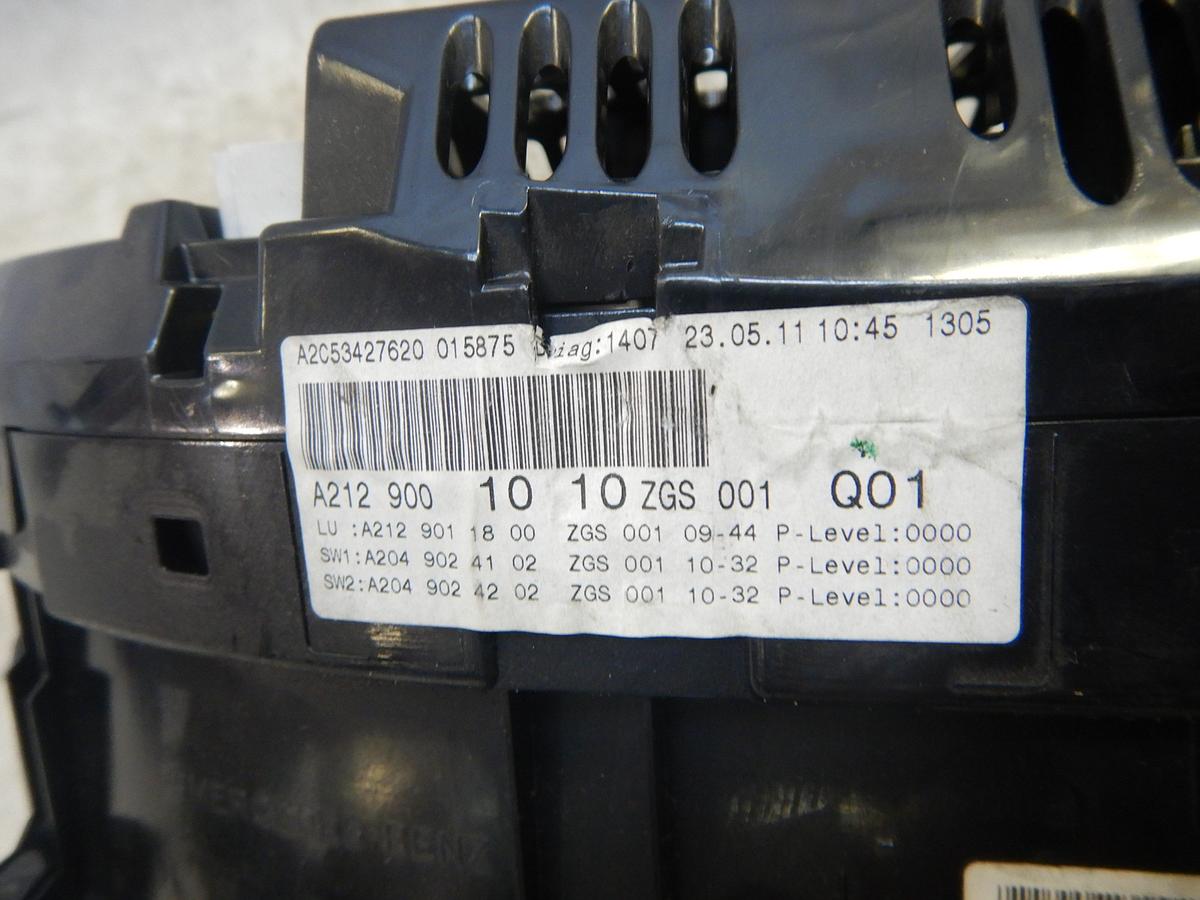 A2C53427620 015875 Diag:1407 23.05.11 10:45 1305
A212 900 10 10 ZGS 001 Q01
LU :A212 901 18 00 ZGS 001 09-44 P-Level:0000
SW1:A204 902 41 02 ZGS 001 10-32 P-Level:0000
SW2:A204 902 42 02 ZGS 001 10-32 P-Level:0000